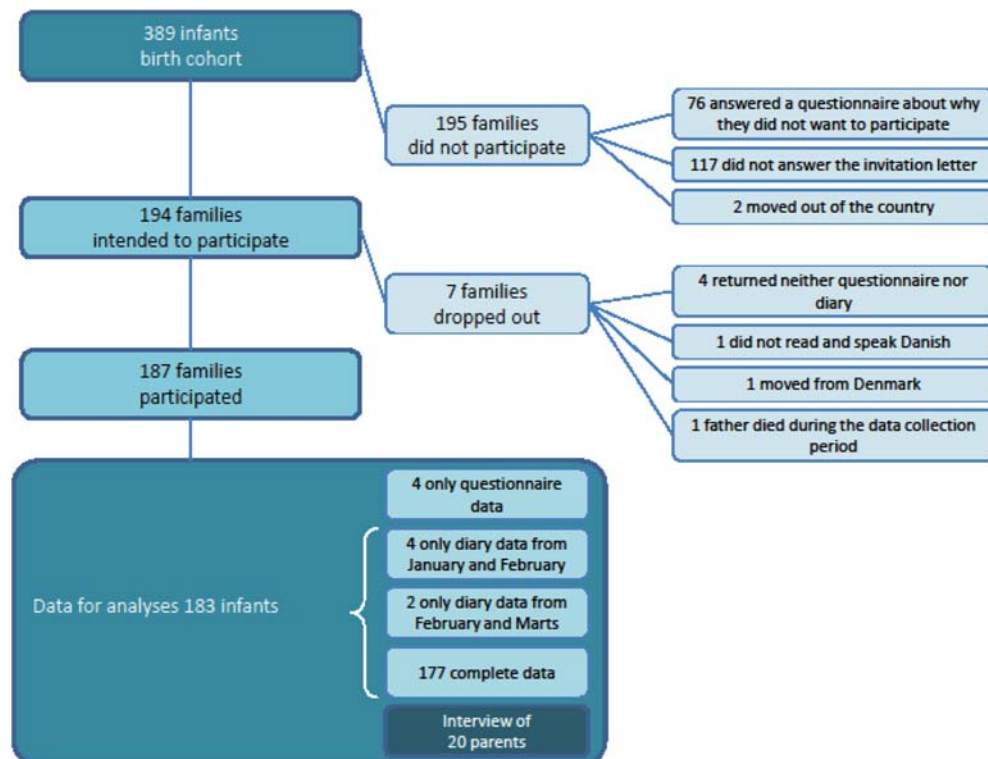 389 infants
birth cohort
195 families
did not participate
76 answered a questionnaire about why
they did not want to participate
117 did not answer the invitation letter
2 moved out of the country
194 families
intended to participate
7 families
dropped out
4 returned neither questionnaire nor
diary
1 did not read and speak Danish
1 moved from Denmark
1 father died during the data collection
period
187 families
participated
Data for analyses 183 infants
4 only questionnaire
data
4 only diary data from
January and February
2 only diary data from
February and Marts
177 complete data
Interview of
20 parents